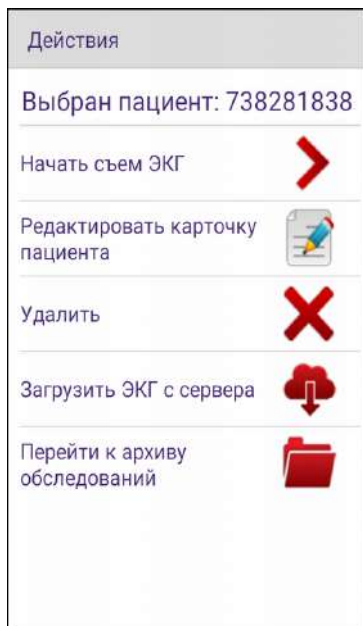 Действия
Выбран пациент: 738281838
Начать съем ЭКГ
Редактировать карточку
пациента
Удалить
Загрузить ЭКГ с сервера
Перейти к архиву
обследований